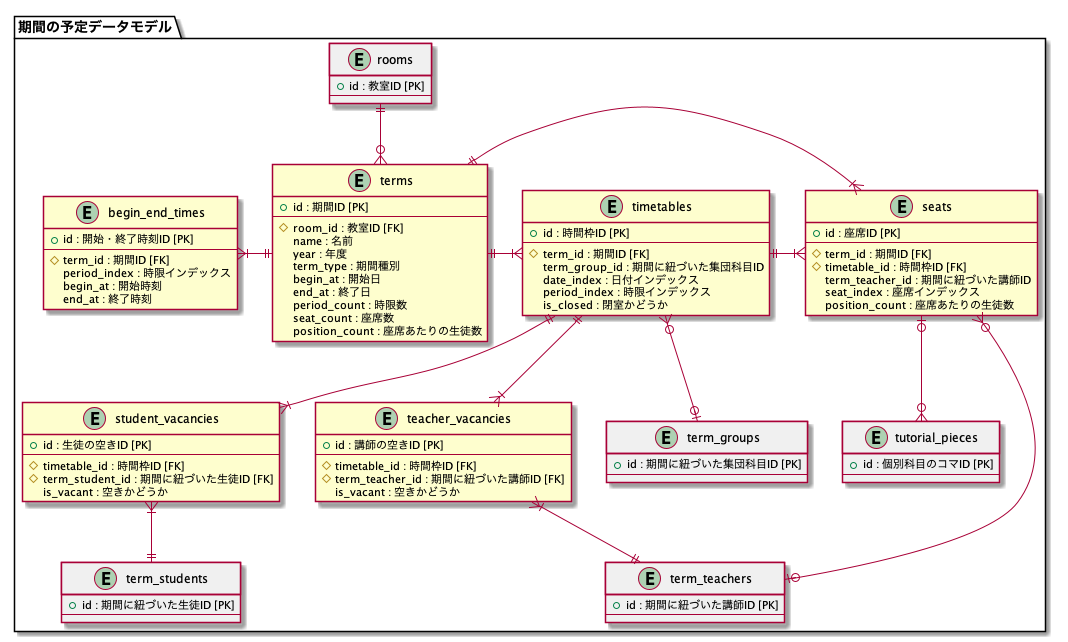 期間の予定データモデル
E rooms
id : 教室ID [PK]
E terms
id : 期間ID [PK]
room_id : 教室ID [FK]
name : 名前
year : 年度
term_type : 期間種別
begin_at : 開始日
end_at : 終了日
period_count : 時限数
seat_count : 座席数
position_count : 座席あたりの生徒数
E begin_end_times
id : 開始・終了時刻ID [PK]
term_id : 期間ID [FK]
period_index : 時限インデックス
begin_at : 開始時刻
end_at : 終了時刻
E timetables
id : 時間枠ID [PK]
term_id : 期間ID [FK]
term_group_id : 期間に紐づいた集団科目ID
date_index : 日付インデックス
period_index : 時限インデックス
is_closed : 閉室かどうか
E seats
id : 座席ID [PK]
term_id : 期間ID [FK]
timetable_id : 時間枠ID [FK]
term_teacher_id : 期間に紐づいた講師ID
seat_index : 座席インデックス
position_count : 座席あたりの生徒数
E student_vacancies
id : 生徒の空きID [PK]
timetable_id : 時間枠ID [FK]
term_student_id : 期間に紐づいた生徒ID [FK]
is_vacant : 空きかどうか
E teacher_vacancies
id : 講師の空きID [PK]
timetable_id : 時間枠ID [FK]
term_teacher_id : 期間に紐づいた講師ID [FK]
is_vacant : 空きかどうか
E term_groups
id : 期間に紐づいた集団科目ID [PK]
E tutorial_pieces
id : 個別科目のコマID [PK]
E term_students
id : 期間に紐づいた生徒ID [PK]
E term_teachers
id : 期間に紐づいた講師ID [PK]